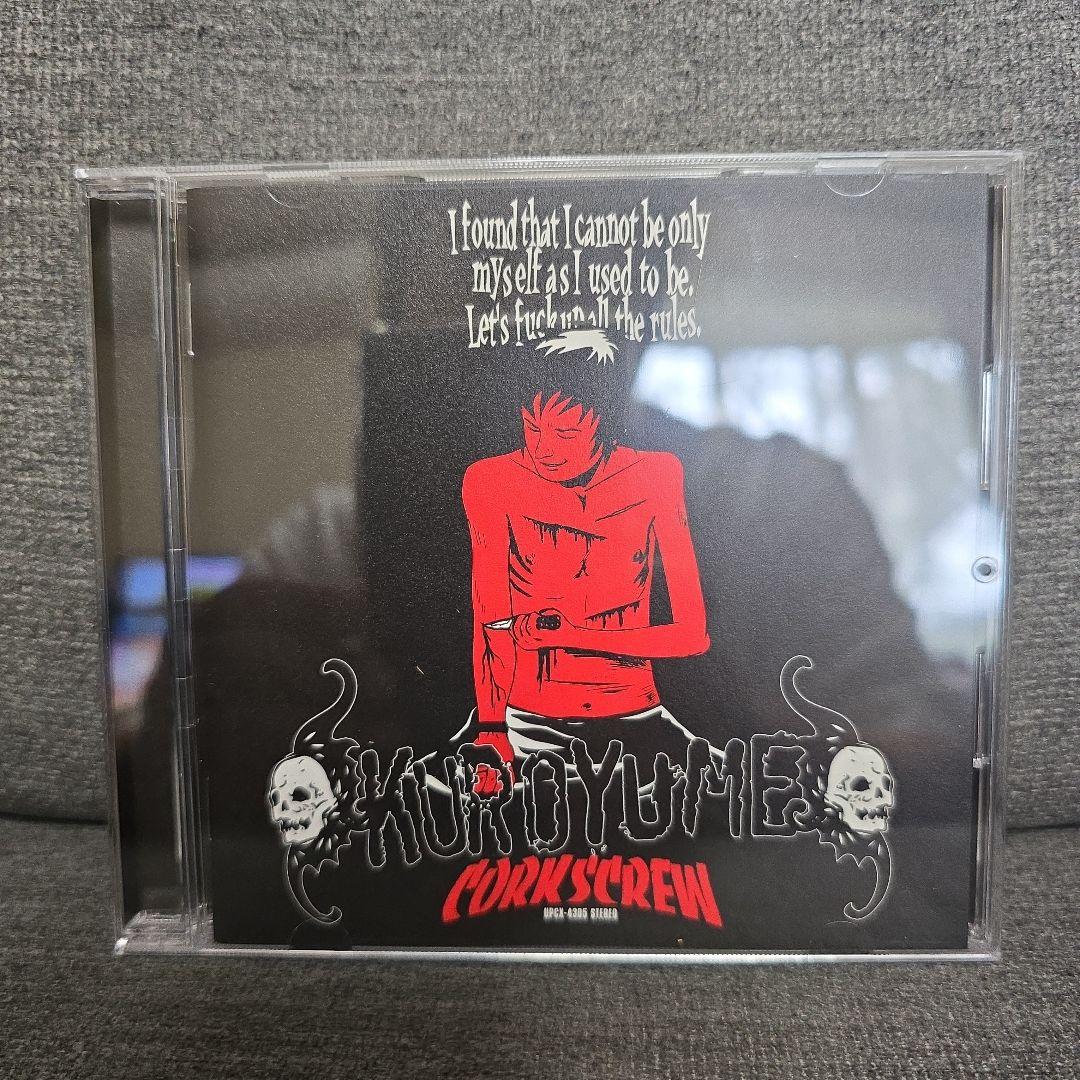 I found that I cannot be only
myself as I used to be.
Let's fuck up all the rules.
KUROYUME
CORKSCREW
UPCX-4305 STEREO